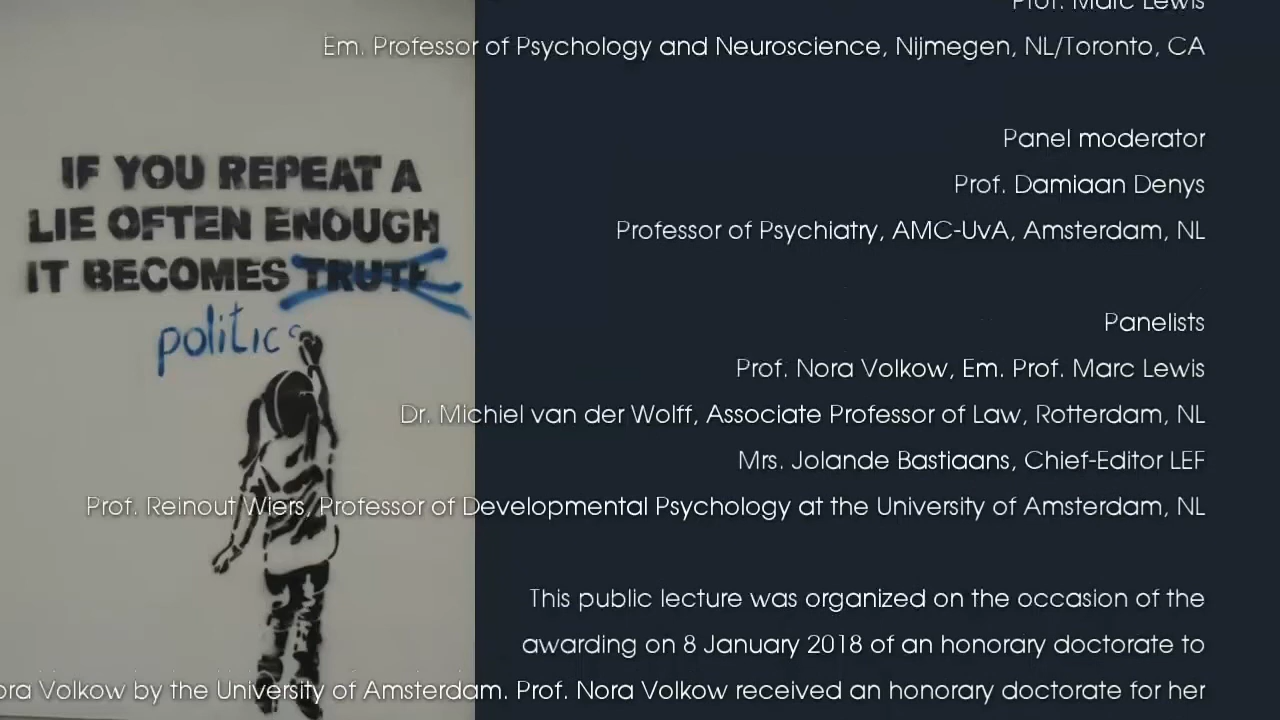 Prof. Marc Lewis
Em. Professor of Psychology and Neuroscience, Nijmegen, NL/Toronto, CA
IF YOU REPEAT A
LIE OFTEN ENOUGH
IT BECOMES TRUTH
politics
Panel moderator
Prof. Damiaan Denys
Professor of Psychiatry, AMC-UvA, Amsterdam, NL
Panelists
Prof. Nora Volkow, Em. Prof. Marc Lewis
Dr. Michiel van der Wolff, Associate Professor of Law, Rotterdam, NL
Mrs. Jolande Bastiaans, Chief-Editor LEF
Prof. Reinout Wiers, Professor of Developmental Psychology at the University of Amsterdam, NL
This public lecture was organized on the occasion of the
awarding on 8 January 2018 of an honorary doctorate to
Volkow by the University of Amsterdam. Prof. Nora Volkow received an honorary doctorate for her